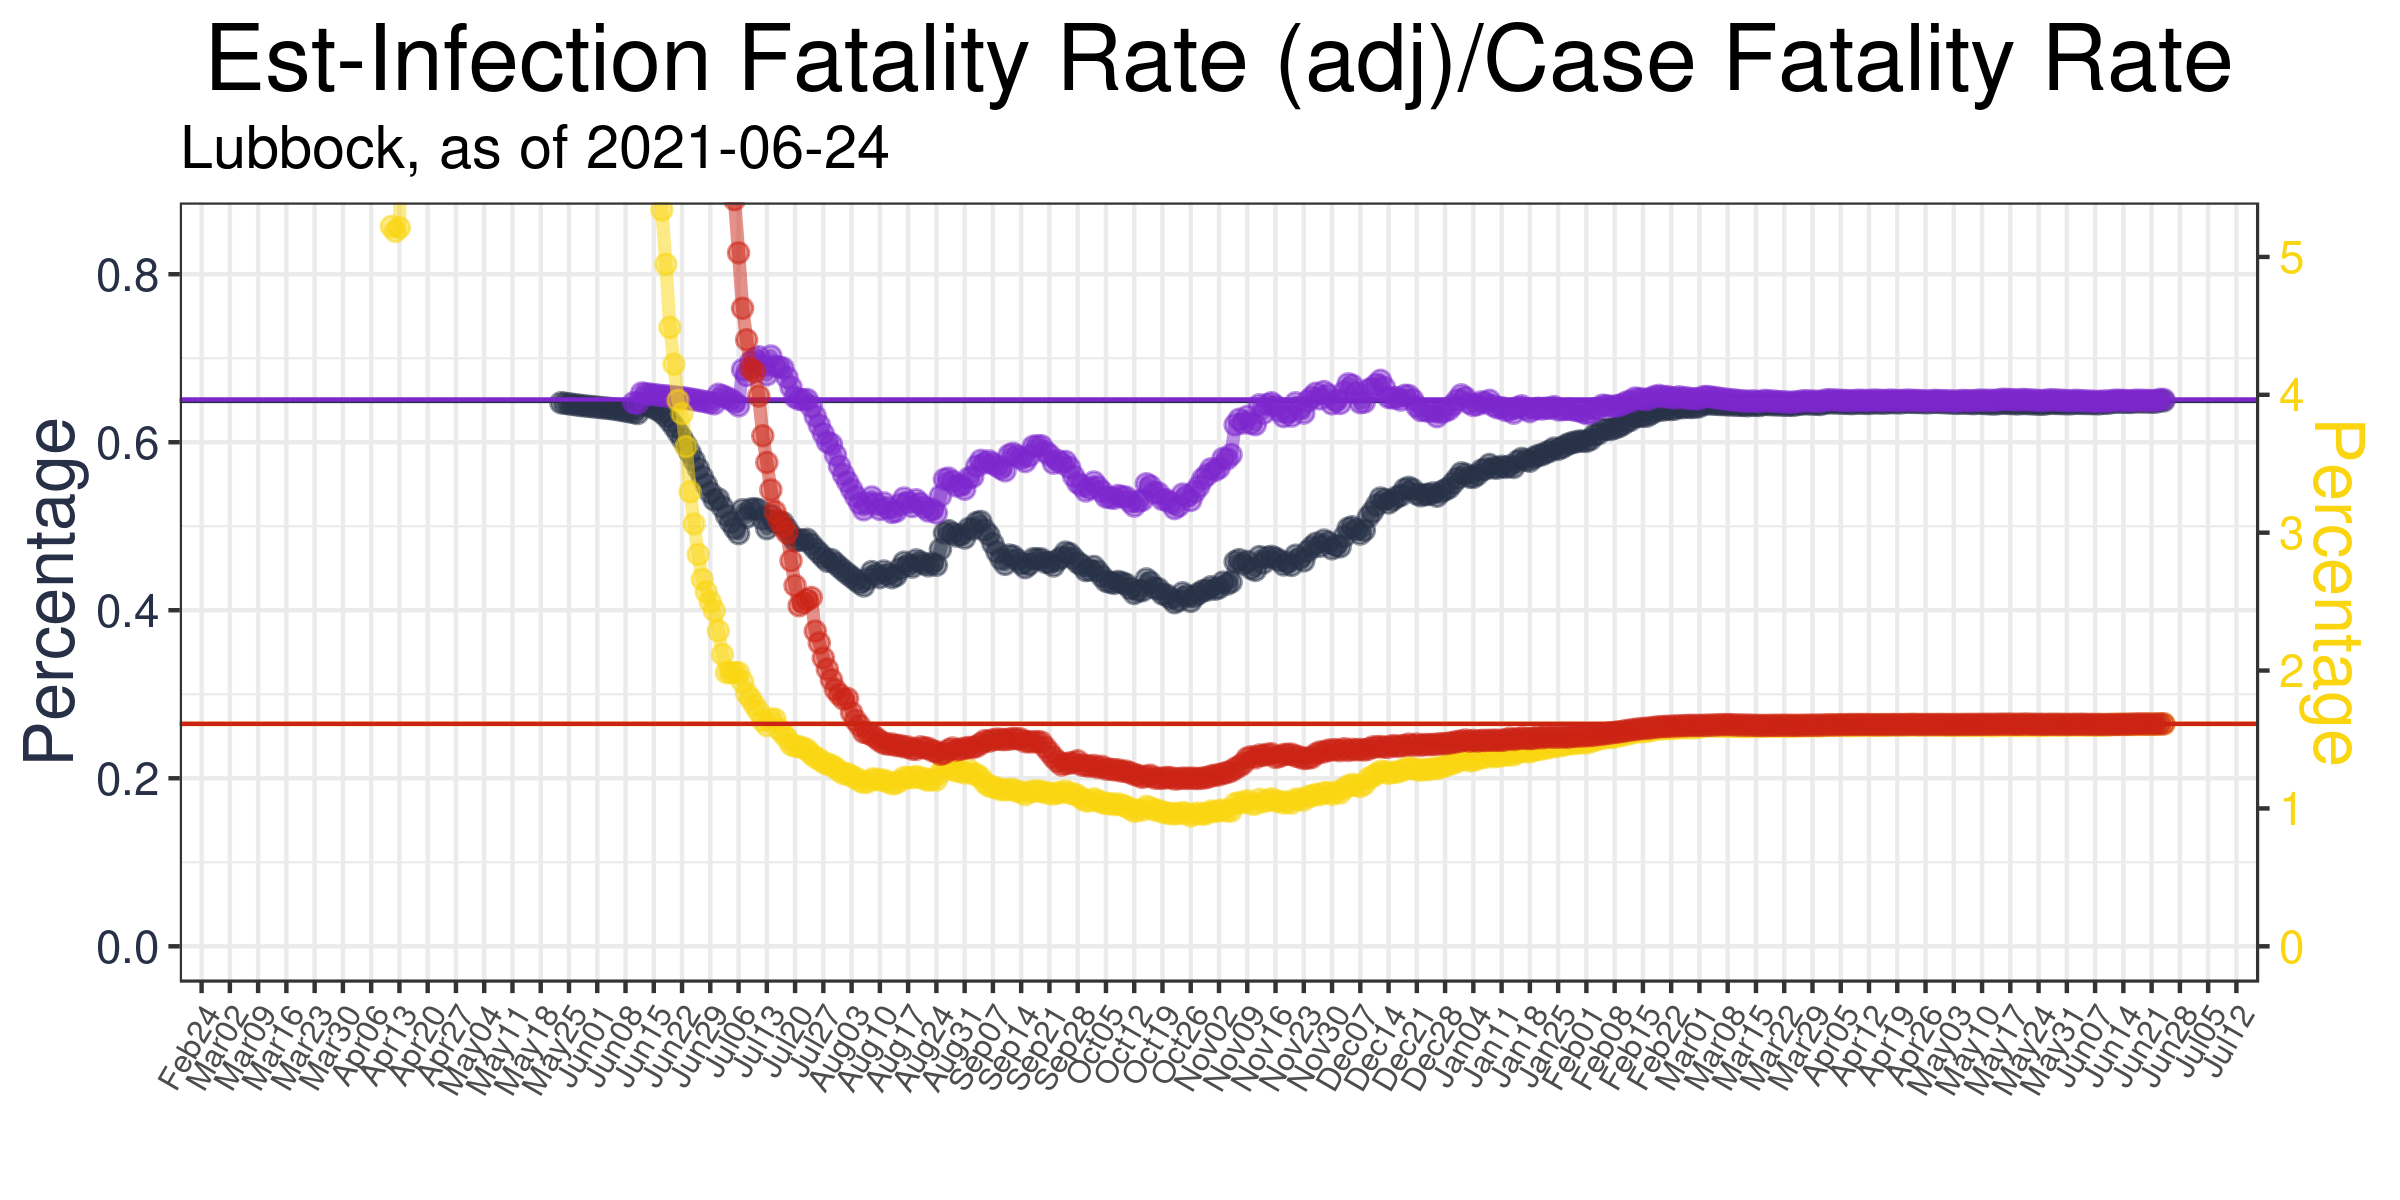 Est-Infection Fatality Rate (adj)/Case Fatality Rate
Lubbock, as of 2021-06-24
Percentage
0.8
0.6
0.4
0.2
0.0
5
4
3
2
1
0
Percentage
Feb24
Mar02
Mar09
Mar16
Mar23
Mar30
Apr06
Apr13
Apr20
Apr27
May04
May11
May18
May25
Jun01
Jun08
Jun15
Jun22
Jun29
Jul06
Jul13
Jul20
Jul27
Aug03
Aug10
Aug17
Aug24
Aug31
Sep07
Sep14
Sep21
Sep28
Oct05
Oct12
Oct19
Oct26
Nov02
Nov09
Nov16
Nov23
Nov30
Dec07
Dec14
Dec21
Dec28
Jan04
Jan11
Jan18
Jan25
Feb01
Feb08
Feb15
Feb22
Mar01
Mar08
Mar15
Mar22
Mar29
Apr05
Apr12
Apr19
Apr26
May03
May10
May17
May24
May31
Jun07
Jun14
Jun21
Jun28
Jul05
Jul12